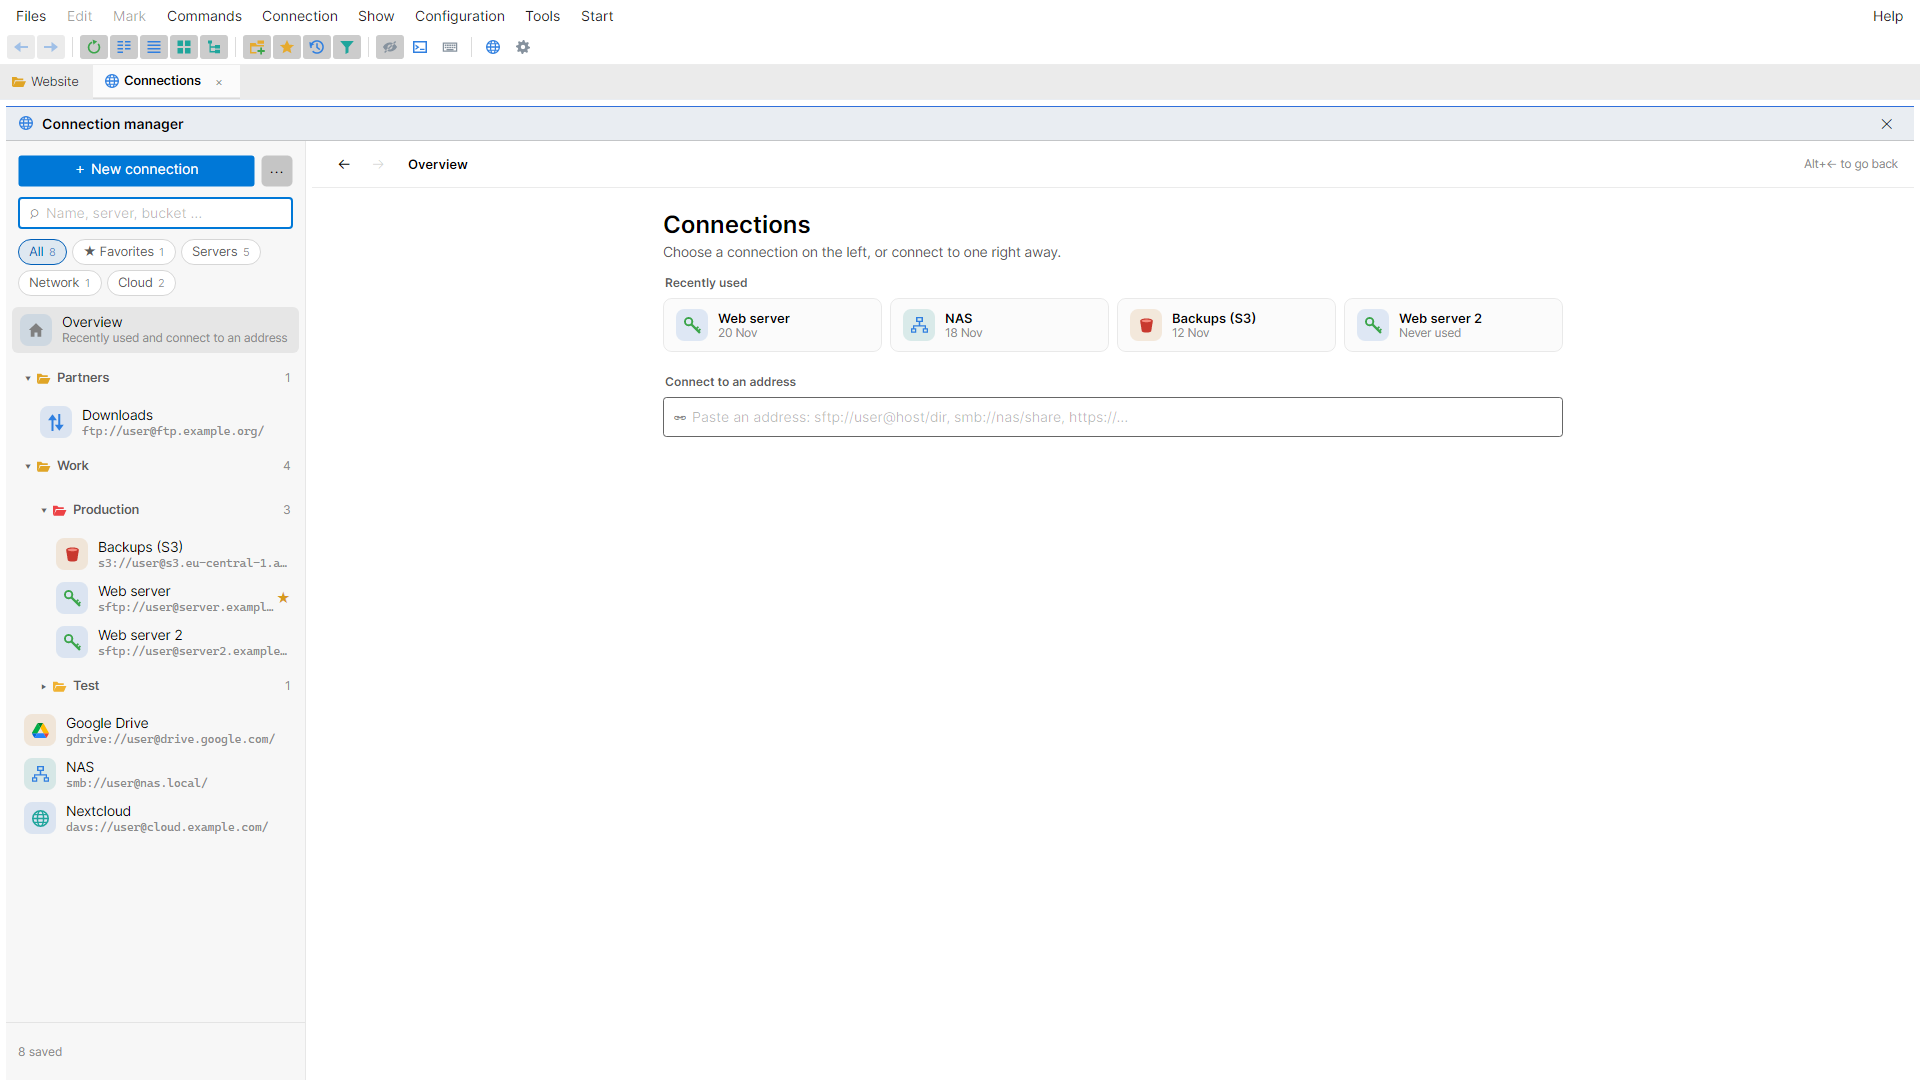 Files Edit Mark Commands Connection Show Configuration Tools Start Help
Website Connections ×
Connection manager
+ New connection ...
Name, server, bucket ...
All 8 ★ Favorites 1 Servers 5
Network 1 Cloud 2
Overview
Recently used and connect to an address
Partners 1
Downloads
ftp://user@ftp.example.org/
Work 4
Production 3
Backups (S3)
s3://user@s3.eu-central-1.a…
Web server
sftp://user@server.exampl… ★
Web server 2
sftp://user@server2.example…
Test 1
Google Drive
gdrive://user@drive.google.com/
NAS
smb://user@nas.local/
Nextcloud
davs://user@cloud.example.com/
8 saved
← → Overview Alt+← to go back
Connections
Choose a connection on the left, or connect to one right away.
Recently used
Web server
20 Nov
NAS
18 Nov
Backups (S3)
12 Nov
Web server 2
Never used
Connect to an address
Paste an address: sftp://user@host/dir, smb://nas/share, https://...